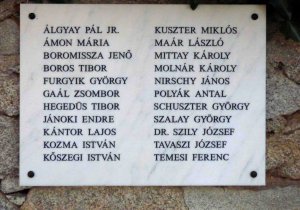 ÁLGYAY PÁL JR.
ÁMON MÁRIA
BOROMISSZA JENŐ
BOROS TIBOR
FURGYIK GYÖRGY
GAÁL ZSOMBOR
HEGEDŰS TIBOR
JÁNOKI ENDRE
KÁNTOR LAJOS
KOZMA ISTVÁN
KŐSZEGI ISTVÁN
KUSZTER MIKLÓS
MAÁR LÁSZLÓ
MITTAY KÁROLY
MOLNÁR KÁROLY
NIRSCHY JÁNOS
POLYÁK ANTAL
SCHUSZTER GYÖRGY
SZALAY GYÖRGY
DR. SZILY JÓZSEF
TAVASZI JÓZSEF
TEMESI FERENC